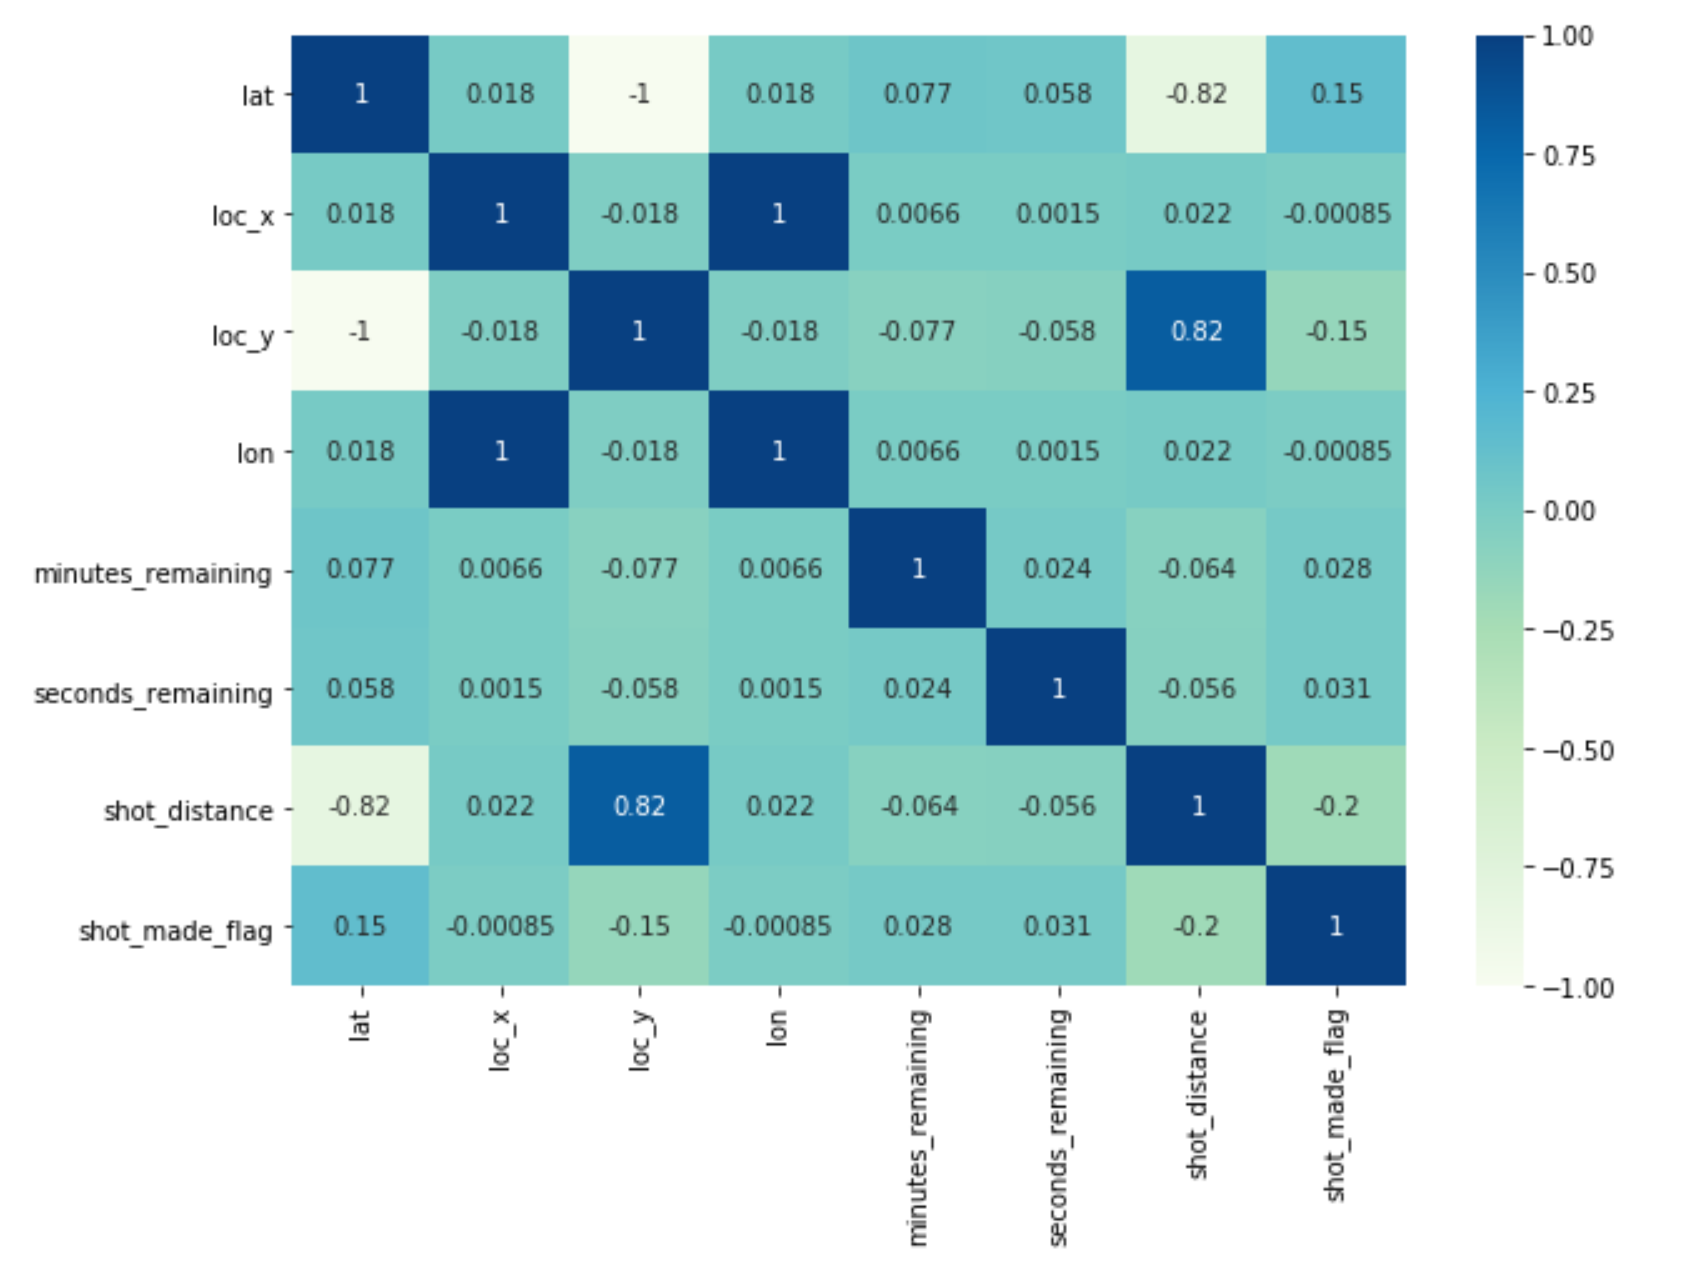 lat 1 0.018 -1 0.018 0.077 0.058 -0.82 0.15
loc_x 0.018 1 -0.018 1 0.0066 0.0015 0.022 -0.00085
loc_y -1 -0.018 1 -0.018 -0.077 -0.058 0.82 -0.15
lon 0.018 1 -0.018 1 0.0066 0.0015 0.022 -0.00085
minutes_remaining 0.077 0.0066 -0.077 0.0066 1 0.024 -0.064 0.028
seconds_remaining 0.058 0.0015 -0.058 0.0015 0.024 1 -0.056 0.031
shot_distance -0.82 0.022 0.82 0.022 -0.064 -0.056 1 -0.2
shot_made_flag 0.15 -0.00085 -0.15 -0.00085 0.028 0.031 -0.2 1
lat
loc_x
loc_y
lon
minutes_remaining
seconds_remaining
shot_distance
shot_made_flag
1.00
0.75
0.50
0.25
0.00
−0.25
−0.50
−0.75
−1.00